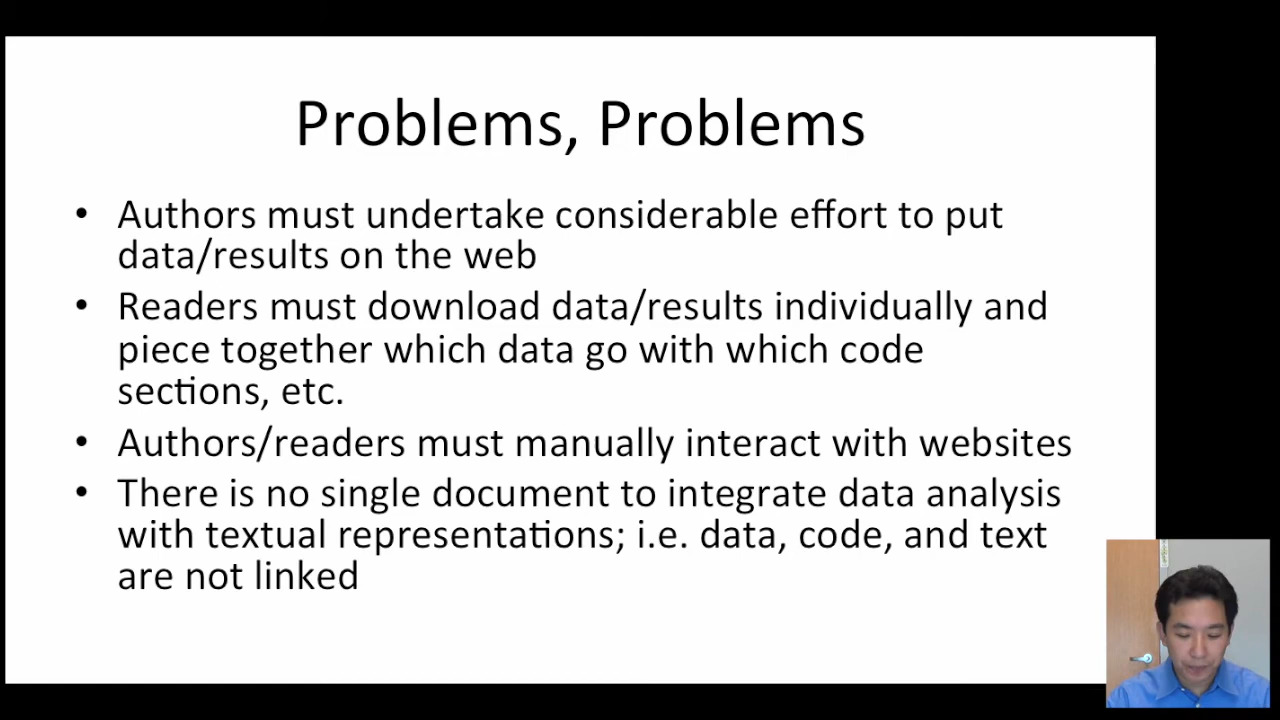 Problems, Problems
• Authors must undertake considerable effort to put
data/results on the web
• Readers must download data/results individually and
piece together which data go with which code
sections, etc.
• Authors/readers must manually interact with websites
• There is no single document to integrate data analysis
with textual representations; i.e. data, code, and text
are not linked